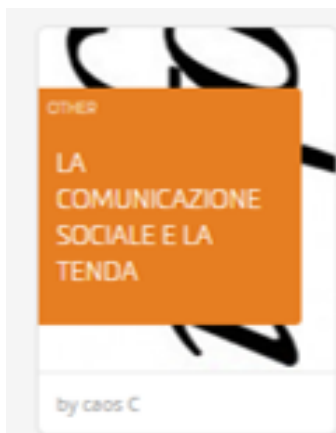 OTHER
LA
COMUNICAZIONE
SOCIALE E LA
TENDA
by caos C